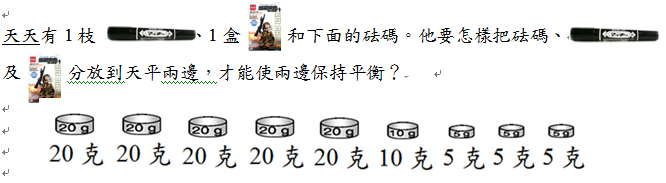 天天有 1 枝、1 盒和下面的砝碼。他要怎樣把砝碼、
及分放到天平兩邊，才能使兩邊保持平衡？
20 g 20 g 20 g 20 g 20 g 10 g 5 g 5 g 5 g
20 克 20 克 20 克 20 克 20 克 10 克 5 克 5 克 5 克